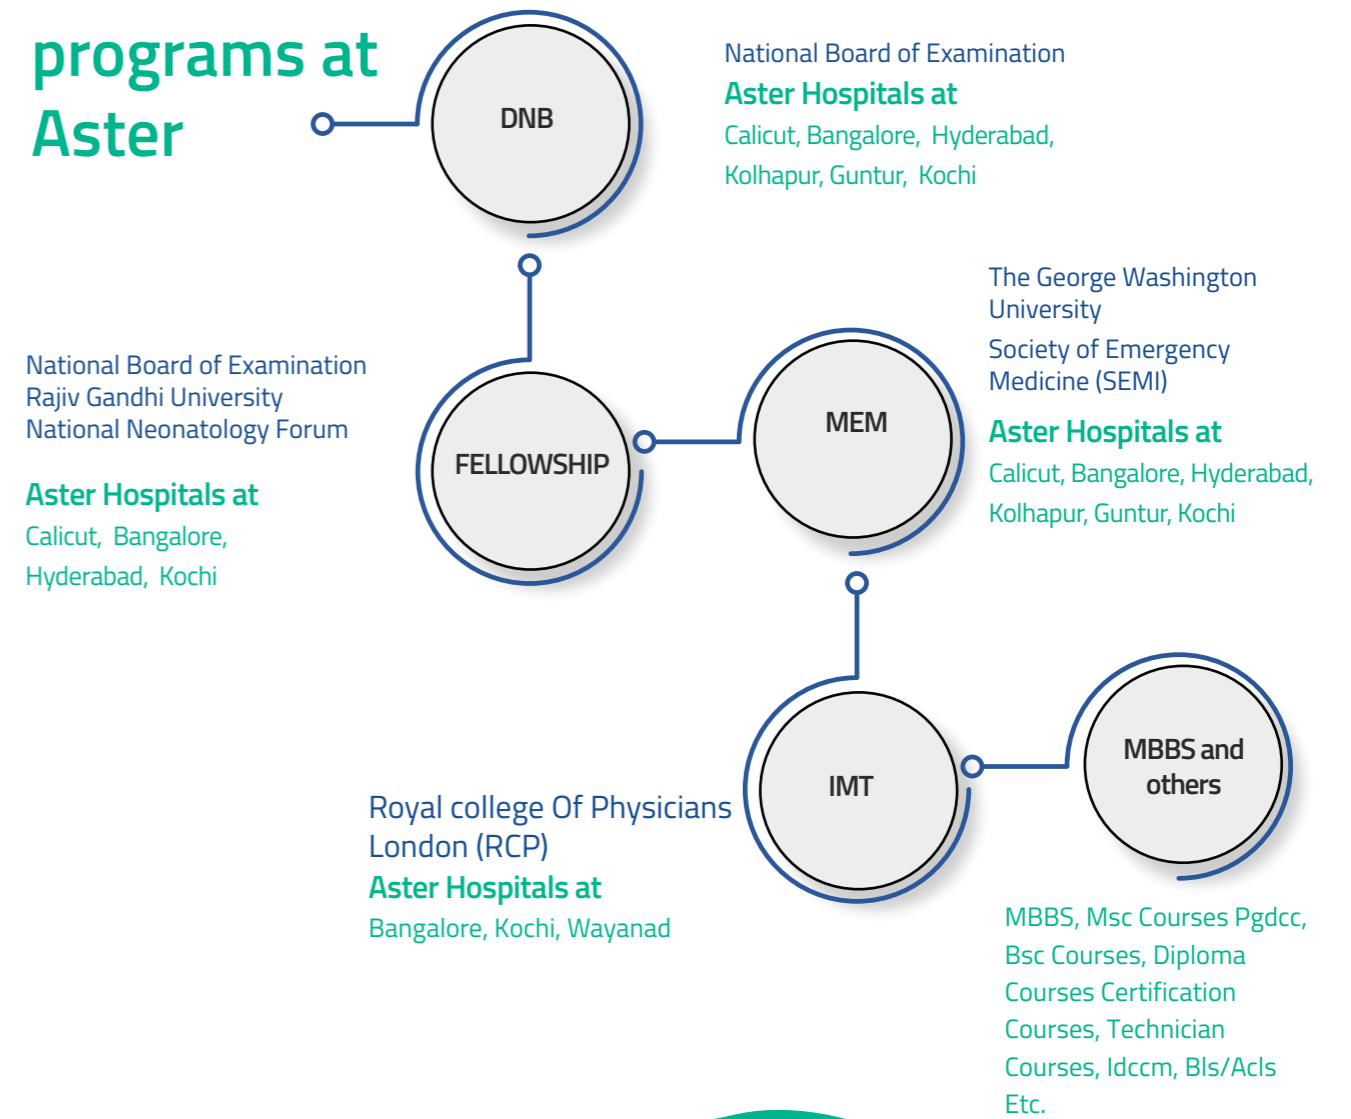 programs at
Aster
DNB
National Board of Examination
Aster Hospitals at
Calicut, Bangalore, Hyderabad,
Kolhapur, Guntur, Kochi
National Board of Examination
Rajiv Gandhi University
National Neonatology Forum
Aster Hospitals at
Calicut, Bangalore,
Hyderabad, Kochi
FELLOWSHIP
MEM
The George Washington
University
Society of Emergency
Medicine (SEMI)
Aster Hospitals at
Calicut, Bangalore, Hyderabad,
Kolhapur, Guntur, Kochi
Royal college Of Physicians
London (RCP)
Aster Hospitals at
Bangalore, Kochi, Wayanad
IMT
MBBS and
others
MBBS, Msc Courses Pgdcc,
Bsc Courses, Diploma
Courses Certification
Courses, Technician
Courses, Idccm, Bls/Acls
Etc.